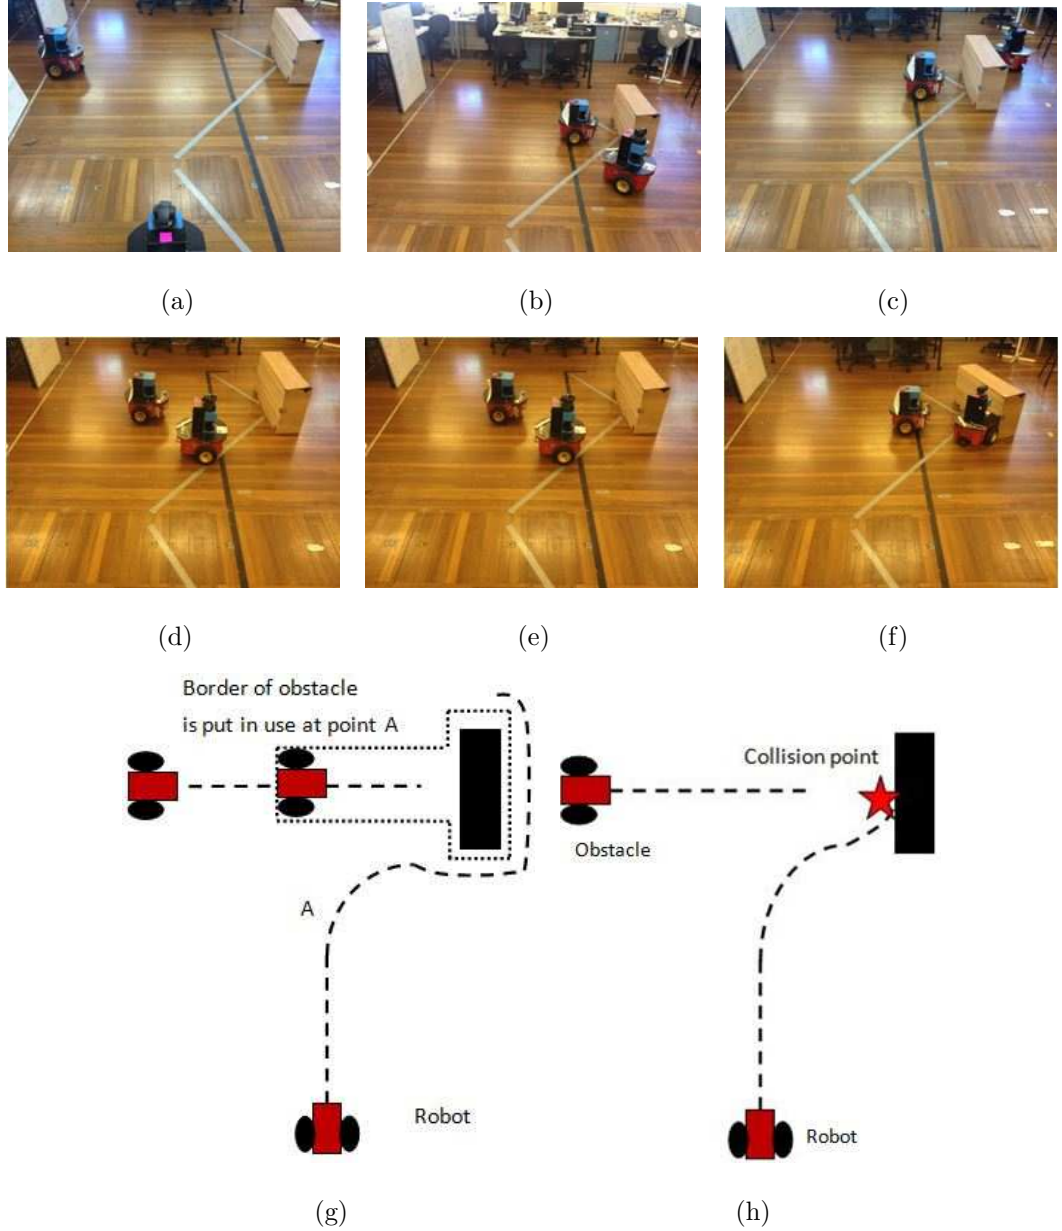 (a)
(b)
(c)
(d)
(e)
(f)
Border of obstacle
is put in use at point A
A
Robot
Collision point
Obstacle
Robot
(g)
(h)